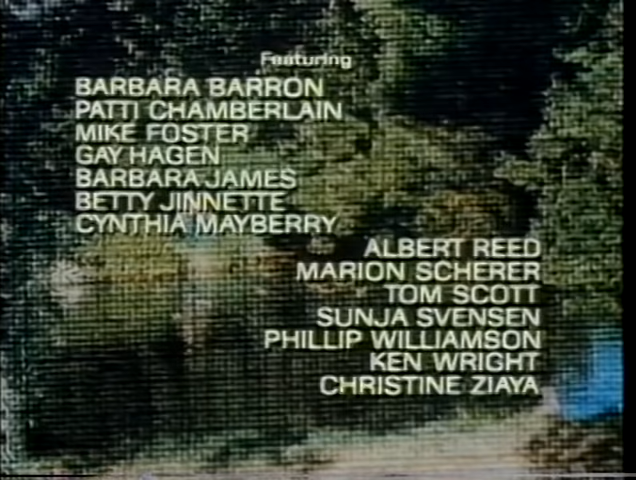 Featuring
BARBARA BARRON
PATTI CHAMBERLAIN
MIKE FOSTER
GAY HAGEN
BARBARA JAMES
BETTY JINNETTE
CYNTHIA MAYBERRY
ALBERT REED
MARION SCHERER
TOM SCOTT
SUNJA SVENSEN
PHILLIP WILLIAMSON
KEN WRIGHT
CHRISTINE ZIAYA